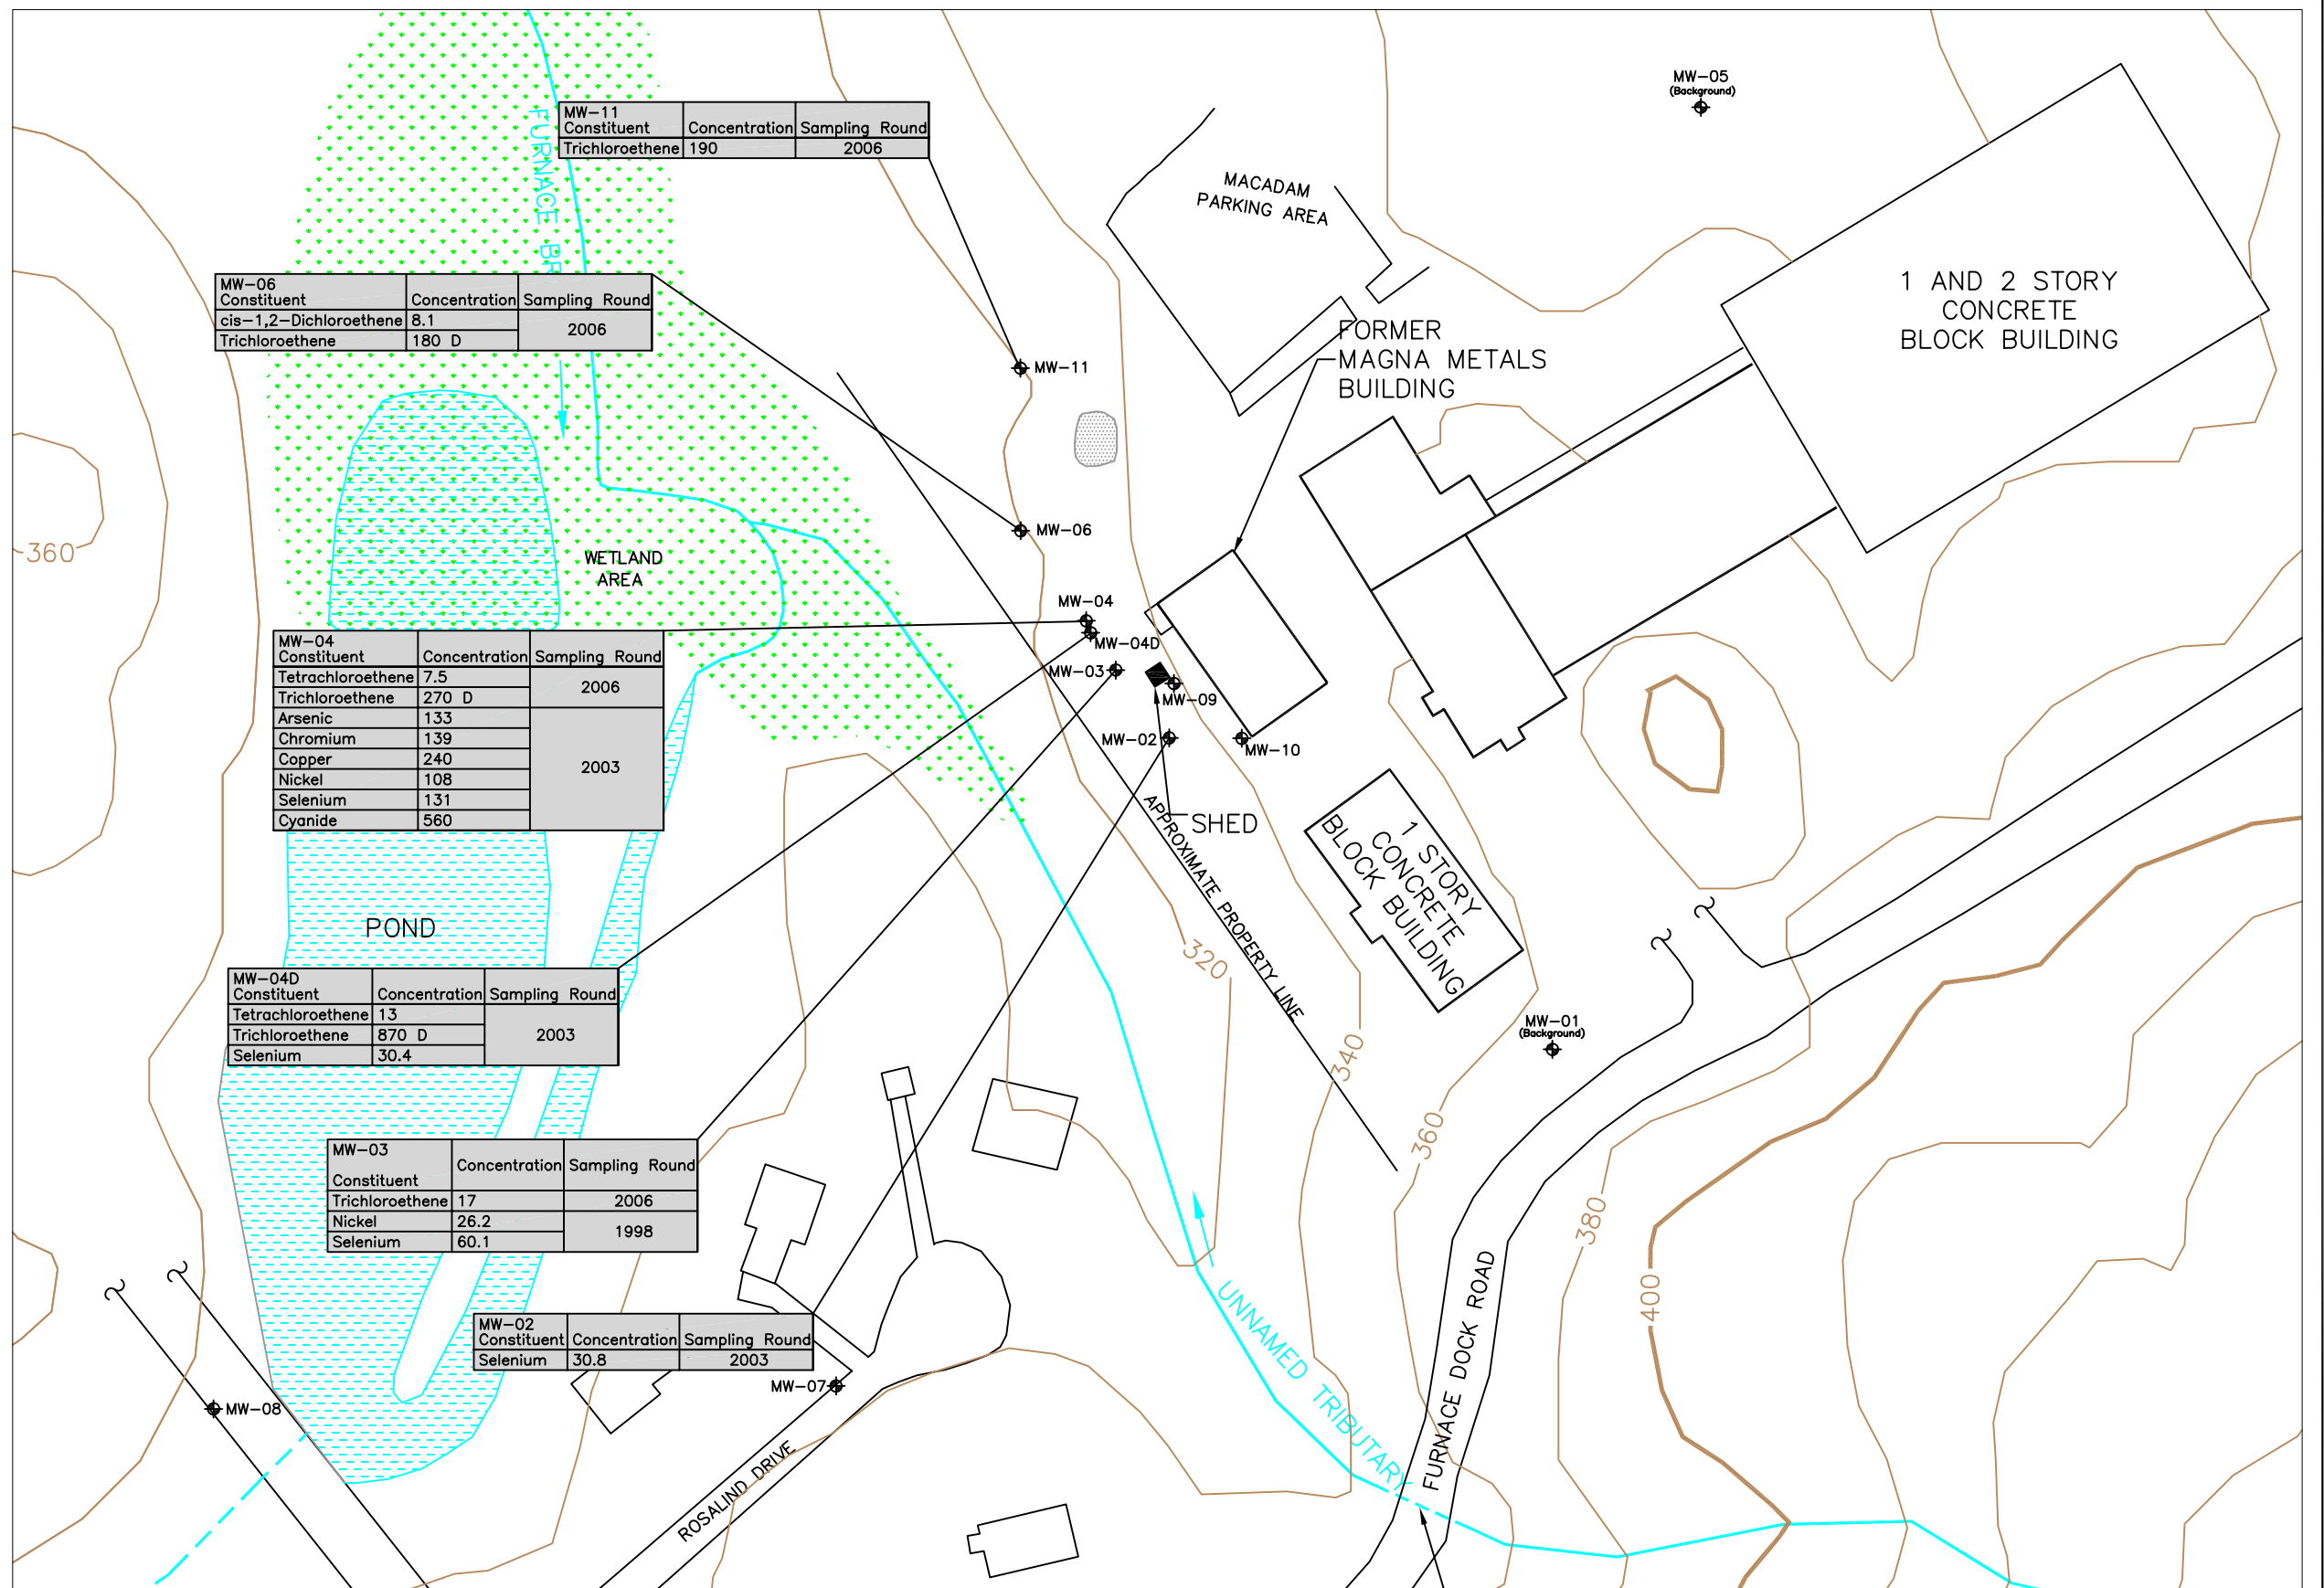 MW-05
(Background)
MW-11
Constituent Concentration Sampling Round
Trichloroethene 190 2006
FURNACE BR
MACADAM
PARKING AREA
1 AND 2 STORY
CONCRETE
BLOCK BUILDING
MW-06
Constituent Concentration Sampling Round
cis-1,2-Dichloroethene 8.1 2006
Trichloroethene 180 D
FORMER
MAGNA METALS
BUILDING
MW-11
MW-06
360
WETLAND
AREA
MW-04
MW-04D
MW-03
MW-09
MW-02
MW-10
MW-04
Constituent Concentration Sampling Round
Tetrachloroethene 7.5 2006
Trichloroethene 270 D
Arsenic 133 2003
Chromium 139
Copper 240
Nickel 108
Selenium 131
Cyanide 560
SHED
APPROXIMATE PROPERTY LINE
1 STORY
CONCRETE
BLOCK BUILDING
POND
320
MW-04D
Constituent Concentration Sampling Round
Tetrachloroethene 13 2003
Trichloroethene 870 D
Selenium 30.4
MW-01
(Background)
340
360
380
400
MW-03
Constituent Concentration Sampling Round
Trichloroethene 17 2006
Nickel 26.2 1998
Selenium 60.1
MW-02
Constituent Concentration Sampling Round
Selenium 30.8 2003
MW-07
MW-08
UNNAMED TRIBUTARY
FURNACE DOCK ROAD
ROSALIND DRIVE